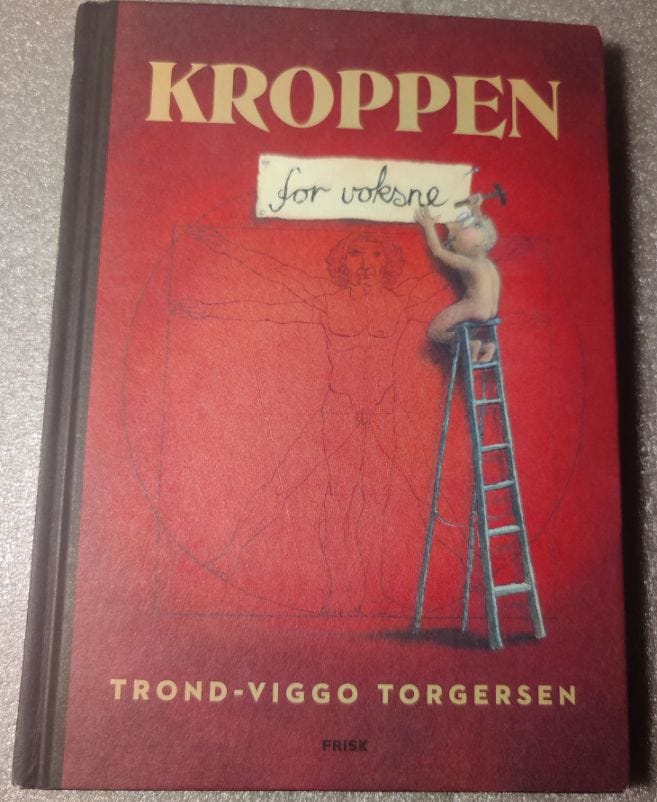 KROPPEN
for voksne
TROND-VIGGO TORGERSEN
FRISK